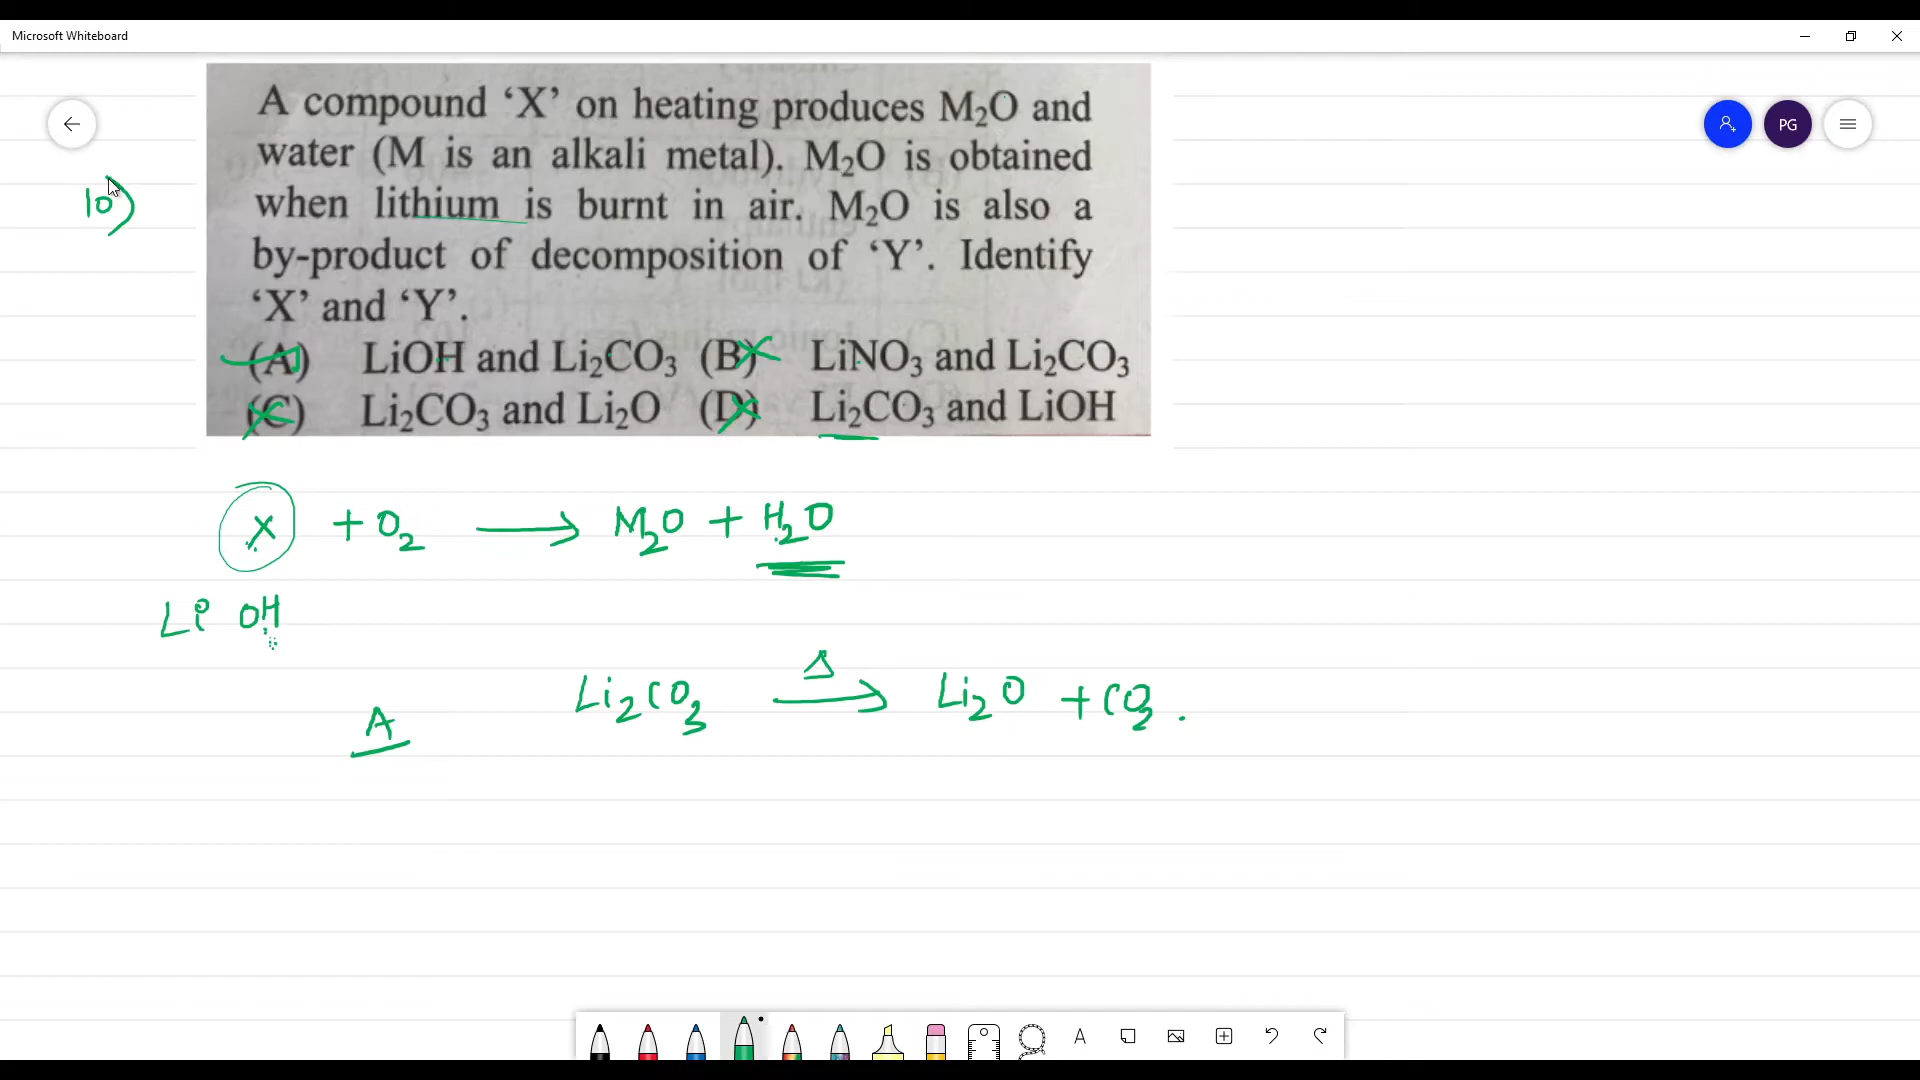 Microsoft Whiteboard
PG
10)
A compound ‘X’ on heating produces M₂O and
water (M is an alkali metal). M₂O is obtained
when lithium is burnt in air. M₂O is also a
by-product of decomposition of ‘Y’. Identify
‘X’ and ‘Y’.
(A) LiOH and Li₂CO₃ (B) LiNO₃ and Li₂CO₃
(C) Li₂CO₃ and Li₂O (D) Li₂CO₃ and LiOH
X + O₂ → M₂O + H₂O
Li OH
Δ
Li₂CO₃ → Li₂O + CO₃.
A
A